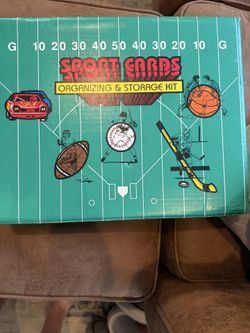 G 10 20 30 40 50 40 30 20 10 G
SPORT CARDS
ORGANIZING & STORAGE KIT